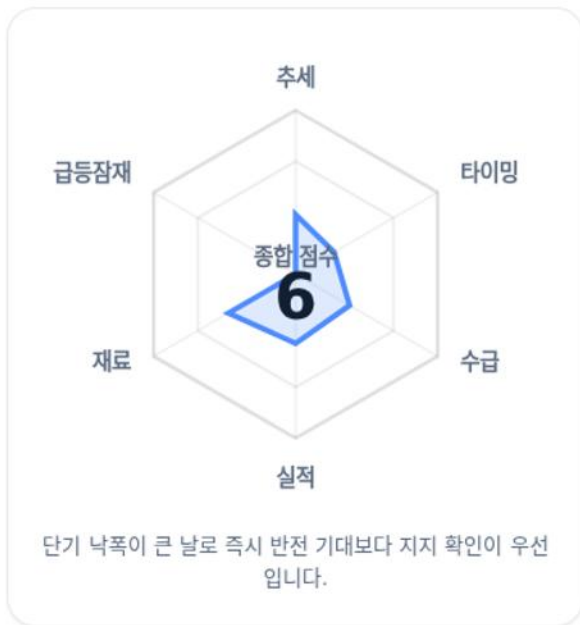 추세
급등잠재
타이밍
종합 점수
6
재료
수급
실적
단기 낙폭이 큰 날로 즉시 반전 기대보다 지지 확인이 우선
입니다.